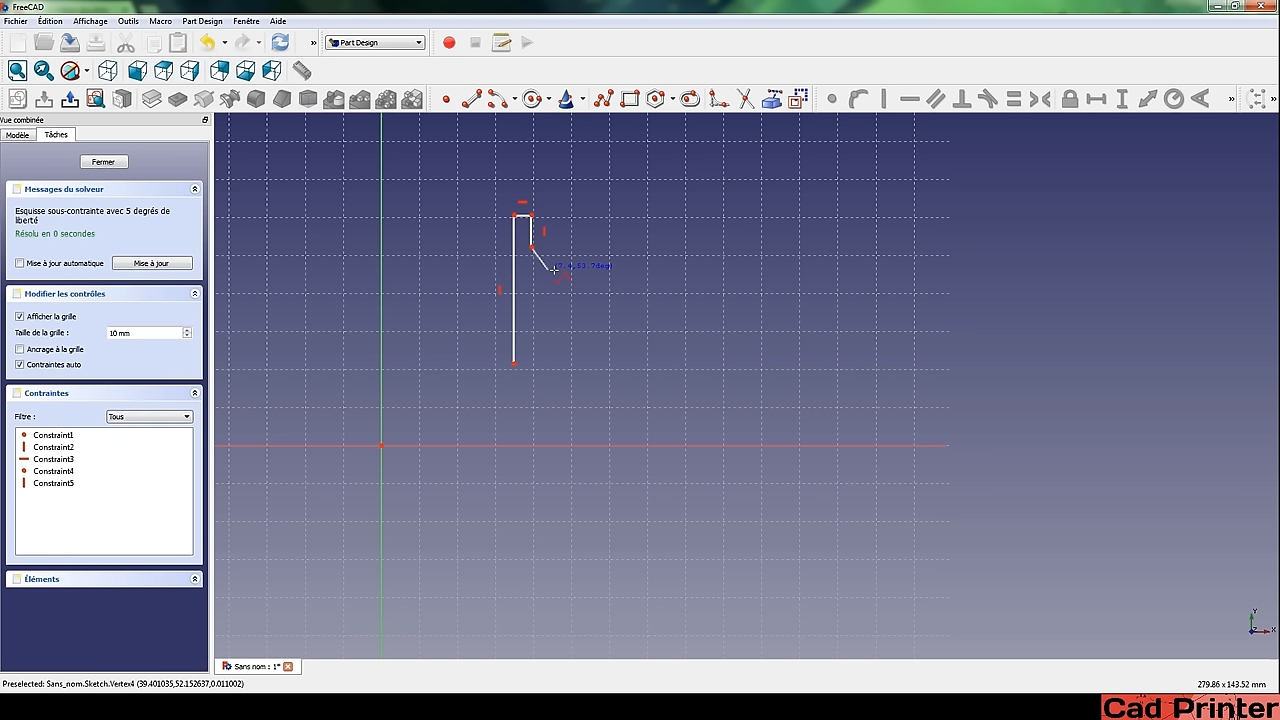 FreeCAD
Fichier Édition Affichage Outils Macro Part Design Fenêtre Aide
Part Design
Vue combinée
Modèle Tâches
Fermer
Messages du solveur
Esquisse sous-contrainte avec 5 degrés de
liberté
Résolu en 0 secondes
Mise à jour automatique Mise à jour
Modifier les contrôles
Afficher la grille
Taille de la grille : 10 mm
Ancrage à la grille
Contraintes auto
Contraintes
Filtre : Tous
Constraint1
Constraint2
Constraint3
Constraint4
Constraint5
Éléments
Y
X
Sans nom : 1*
Preselected: Sans_nom.Sketch.Vertex4 (39.401035,52.152637,0.011002)
279.86 x 143.52 mm
Cad Printer